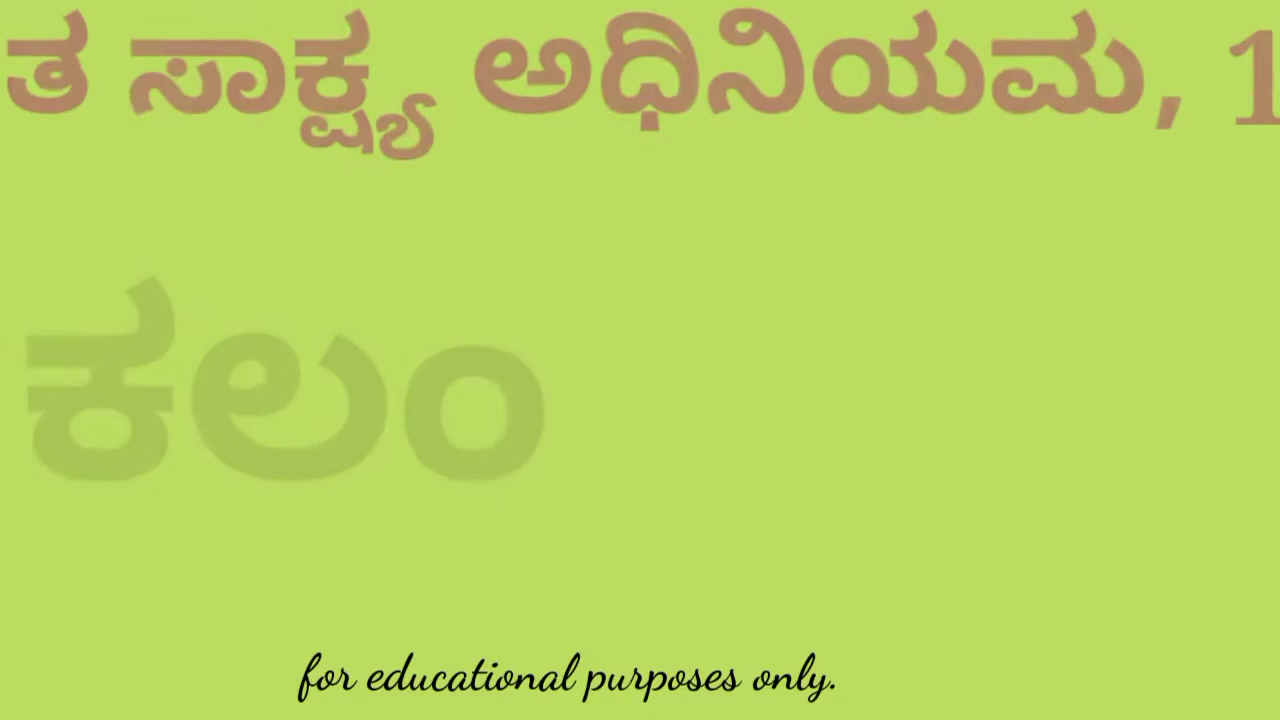 ತ ಸಾಕ್ಷ್ಯ ಅಧಿನಿಯಮ, 1
ಕಲಂ
for educational purposes only.